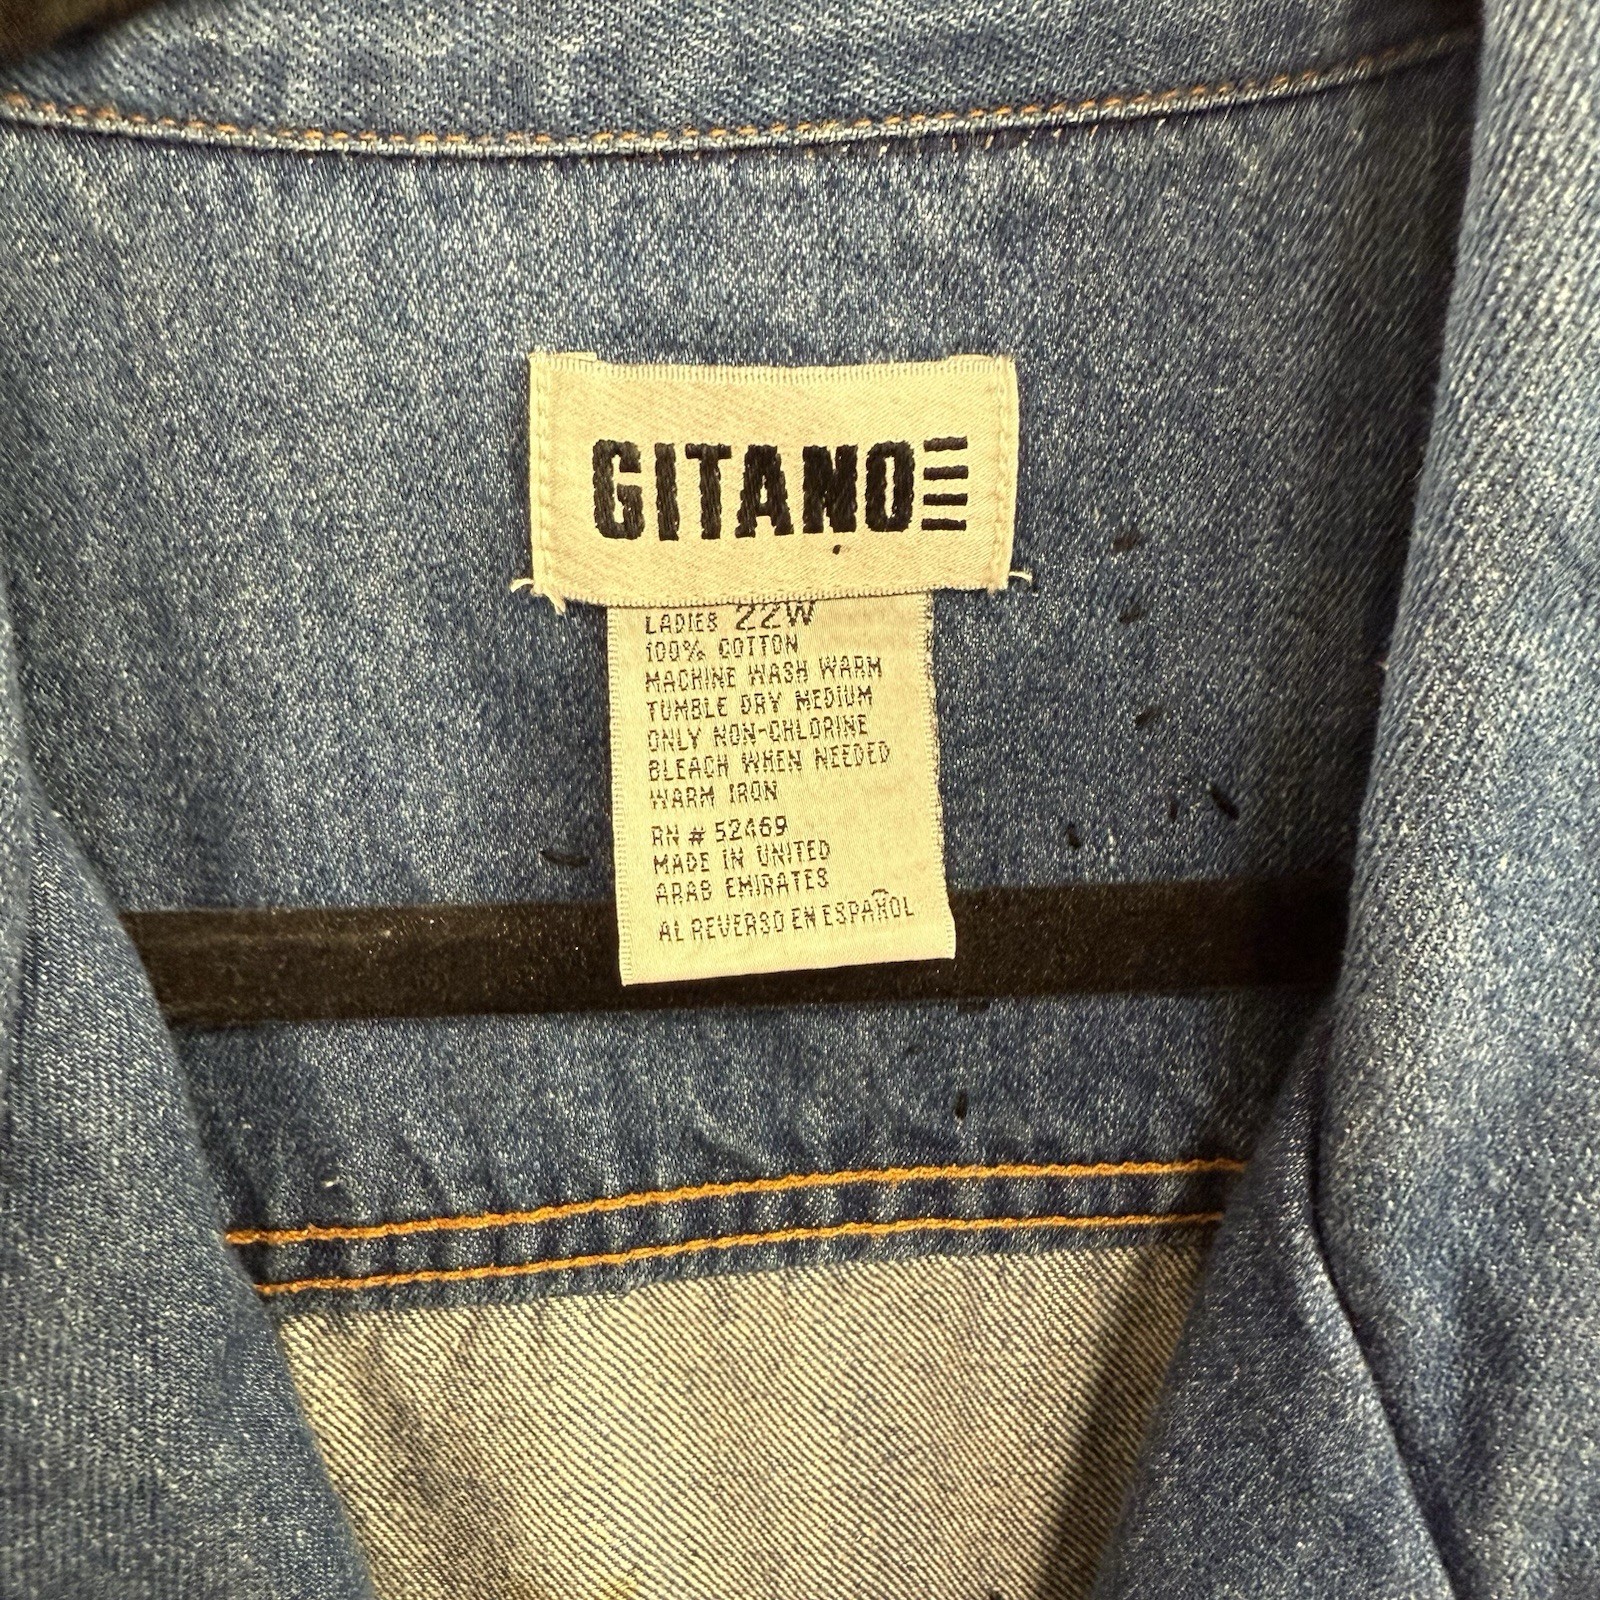 GITANO
LADIES 22W
100% COTTON
MACHINE WASH WARM
TUMBLE DRY MEDIUM
ONLY NON-CHLORINE
BLEACH WHEN NEEDED
WARM IRON
RN # 52469
MADE IN UNITED
ARAB EMIRATES
AL REVERSO EN ESPAÑOL